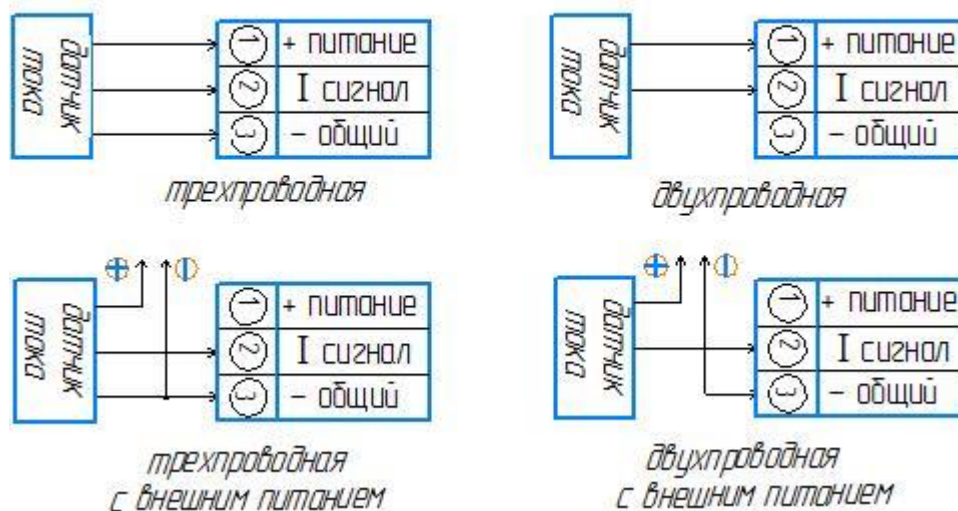 датчик
тока
1 + питание
2 I сигнал
3 - общий
трехпроводная
датчик
тока
1 + питание
2 I сигнал
3 - общий
двухпроводная
датчик
тока
1 + питание
2 I сигнал
3 - общий
трехпроводная
с внешним питанием
датчик
тока
1 + питание
2 I сигнал
3 - общий
двухпроводная
с внешним питанием